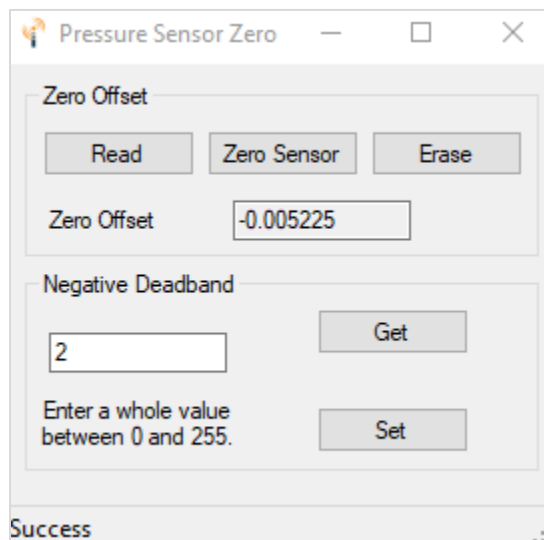 Pressure Sensor Zero
Zero Offset
Read Zero Sensor Erase
Zero Offset -0.005225
Negative Deadband
Get
2
Enter a whole value
between 0 and 255.
Set
Success